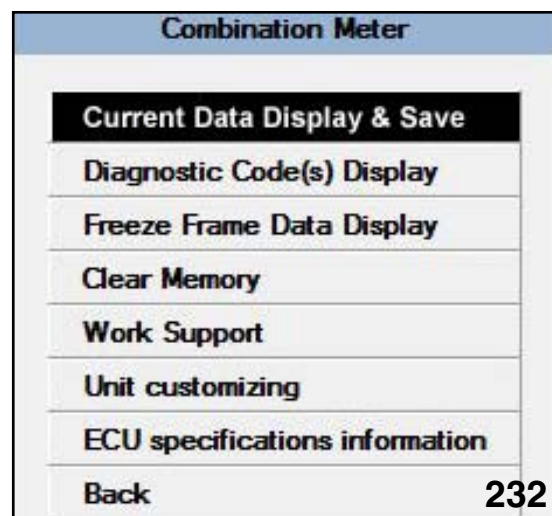 Combination Meter
Current Data Display & Save
Diagnostic Code(s) Display
Freeze Frame Data Display
Clear Memory
Work Support
Unit customizing
ECU specifications information
Back
232